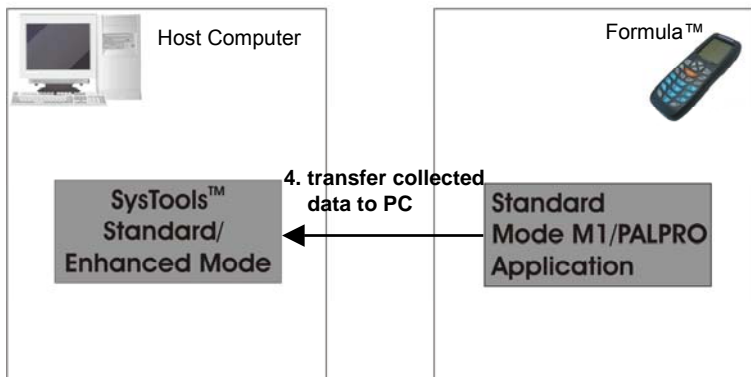 Host Computer
Formula™
4. transfer collected
data to PC
SysTools™
Standard/
Enhanced Mode
Standard
Mode M1/PALPRO
Application